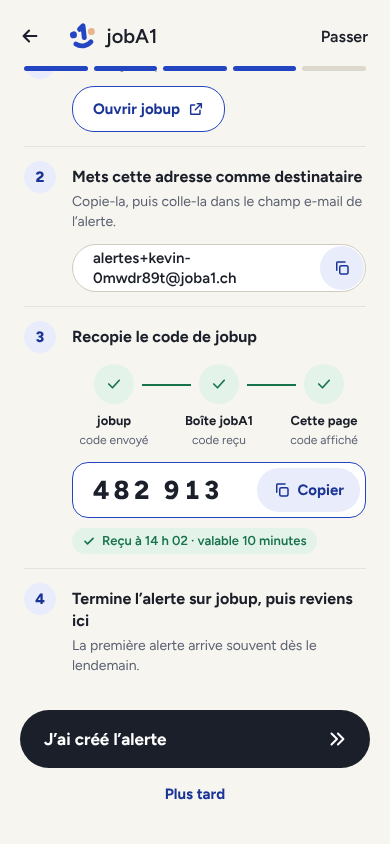 jobA1
Passer
Ouvrir jobup
2
Mets cette adresse comme destinataire
Copie-la, puis colle-la dans le champ e-mail de
l’alerte.
alertes+kevin-
0mwdr89t@joba1.ch
3
Recopie le code de jobup
jobup
Boîte jobA1
Cette page
code envoyé
code reçu
code affiché
482 913
Copier
Reçu à 14 h 02 · valable 10 minutes
4
Termine l’alerte sur jobup, puis reviens
ici
La première alerte arrive souvent dès le
lendemain.
J’ai créé l’alerte
Plus tard